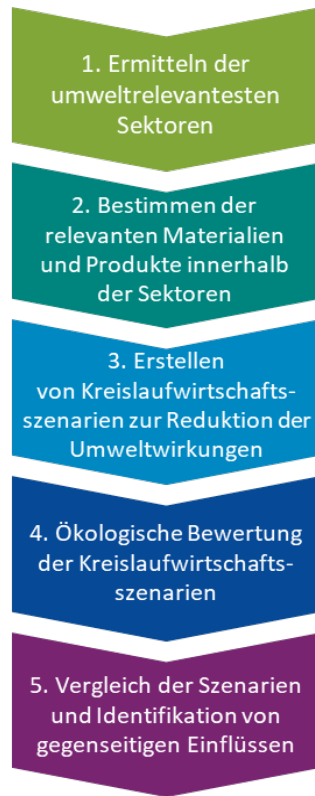 1. Ermitteln der
umweltrelevantesten
Sektoren
2. Bestimmen der
relevanten Materialien
und Produkte innerhalb
der Sektoren
3. Erstellen
von Kreislaufwirtschafts-
szenarien zur Reduktion der
Umweltwirkungen
4. Ökologische Bewertung
der Kreislaufwirtschafts-
szenarien
5. Vergleich der Szenarien
und Identifikation von
gegenseitigen Einflüssen